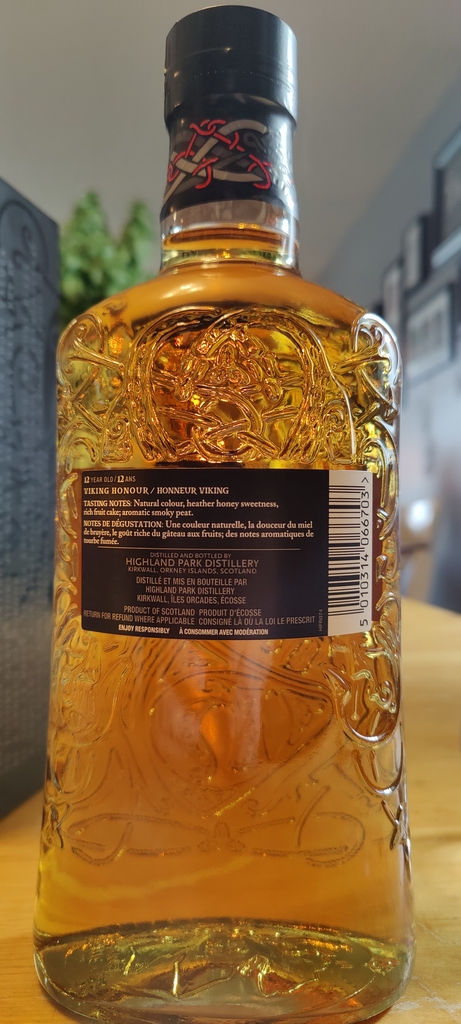 12 YEAR OLD / 12 ANS
VIKING HONOUR / HONNEUR VIKING
TASTING NOTES: Natural colour, heather honey sweetness,
rich fruit cake; aromatic smoky peat.
NOTES DE DÉGUSTATION: Une couleur naturelle, la douceur du miel
de bruyère, le goût riche du gâteau aux fruits; des notes aromatiques de
tourbe fumée.
DISTILLED AND BOTTLED BY
HIGHLAND PARK DISTILLERY
KIRKWALL, ORKNEY ISLANDS, SCOTLAND
DISTILLÉ ET MIS EN BOUTEILLE PAR
HIGHLAND PARK DISTILLERY
KIRKWALL, ÎLES ORCADES, ÉCOSSE
PRODUCT OF SCOTLAND PRODUIT D'ÉCOSSE
RETURN FOR REFUND WHERE APPLICABLE CONSIGNÉ LÀ OÙ LA LOI LE PRESCRIT
ENJOY RESPONSIBLY À CONSOMMER AVEC MODÉRATION
5 010314 066703 >